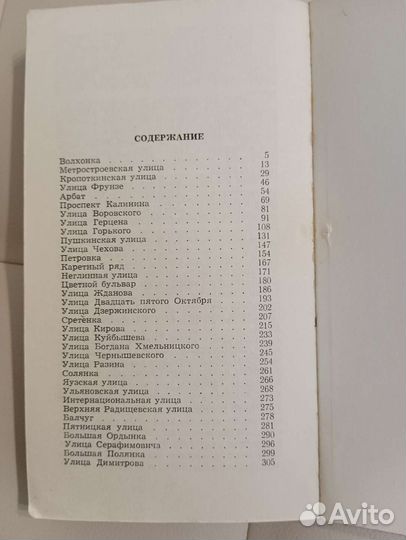 СОДЕРЖАНИЕ
Волхонка . . . . . . . . . . . . 5
Метростроевская улица . . . . . . . . 13
Кропоткинская улица . . . . . . . . 29
Улица Фрунзе . . . . . . . . . . 46
Арбат . . . . . . . . . . . . 54
Проспект Калинина . . . . . . . . . 69
Улица Воровского . . . . . . . . . 81
Улица Герцена . . . . . . . . . . 91
Улица Горького . . . . . . . . . . 108
Пушкинская улица . . . . . . . . . 131
Улица Чехова . . . . . . . . . . 147
Петровка . . . . . . . . . . . . 154
Каретный ряд . . . . . . . . . . 167
Неглинная улица . . . . . . . . . 171
Цветной бульвар . . . . . . . . . 180
Улица Жданова . . . . . . . . . . 186
Улица Двадцать пятого Октября . . . . . 193
Улица Дзержинского . . . . . . . . 202
Сретенка . . . . . . . . . . . . 207
Улица Кирова . . . . . . . . . . 215
Улица Куйбышева . . . . . . . . . 233
Улица Богдана Хмельницкого . . . . . . 239
Улица Чернышевского . . . . . . . . 245
Улица Разина . . . . . . . . . . 254
Солянка . . . . . . . . . . . . 261
Яузская улица . . . . . . . . . . 266
Ульяновская улица . . . . . . . . . 268
Интернациональная улица . . . . . . . 273
Верхняя Радищевская улица . . . . . . 275
Балчуг . . . . . . . . . . . . 278
Пятницкая улица . . . . . . . . . 281
Большая Ордынка . . . . . . . . . 290
Улица Серафимовича . . . . . . . . 296
Большая Полянка . . . . . . . . . 299
Улица Димитрова . . . . . . . . . 305
Avito